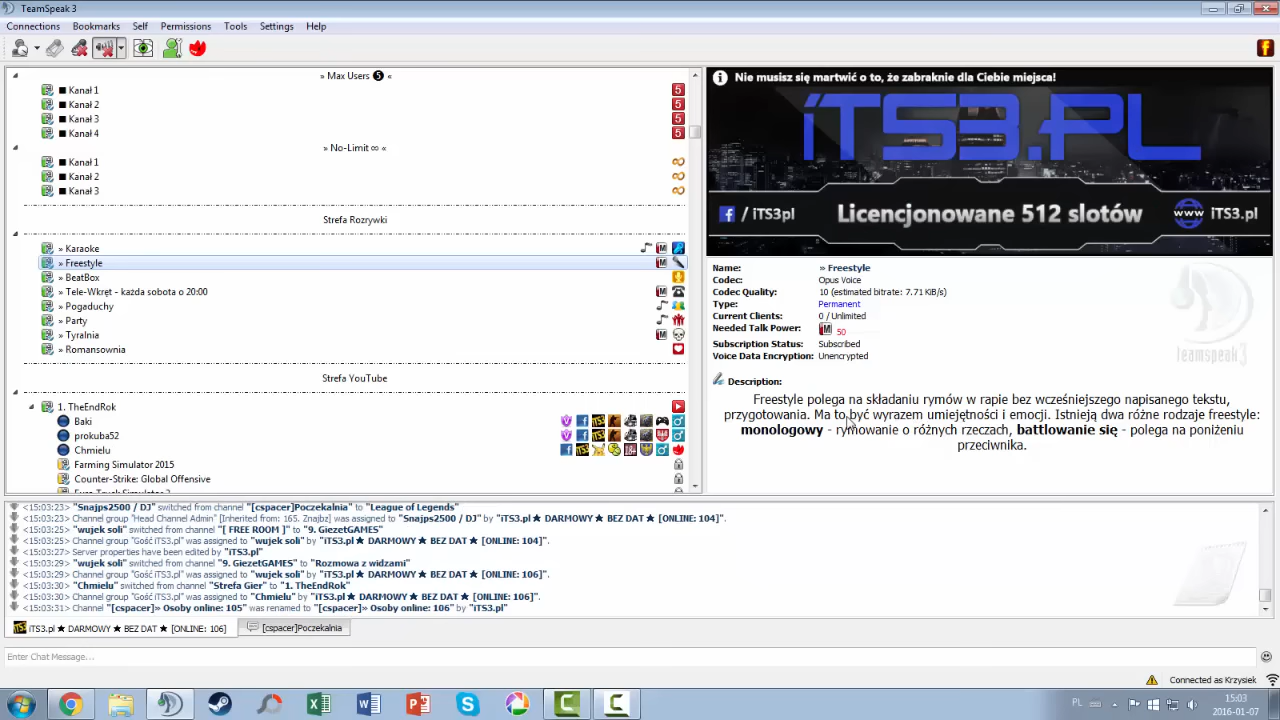 TeamSpeak 3
Connections Bookmarks Self Permissions Tools Settings Help
» Max Users ❺ «
■ Kanał 1 5
■ Kanał 2 5
■ Kanał 3 5
■ Kanał 4 5
» No-Limit ∞ «
■ Kanał 1
■ Kanał 2
■ Kanał 3
Strefa Rozrywki
» Karaoke
» Freestyle
» BeatBox
» Tele-Wkręt - każda sobota o 20:00
» Pogaduchy
» Party
» Tyralnia
» Romansownia
Strefa YouTube
1. TheEndRok
Baki
prokuba52
Chmielu
Farming Simulator 2015
Counter-Strike: Global Offensive
Euro Truck Simulator 2
Nie musisz się martwić o to, że zabraknie dla Ciebie miejsca!
iTS3.PL
/ iTS3pl Licencjonowane 512 slotów www iTS3.pl
Name: » Freestyle
Codec: Opus Voice
Codec Quality: 10 (estimated bitrate: 7.71 KiB/s)
Type: Permanent
Current Clients: 0 / Unlimited
Needed Talk Power: M 50
Subscription Status: Subscribed
Voice Data Encryption: Unencrypted
Teamspeak 3
Description:
Freestyle polega na składaniu rymów w rapie bez wcześniejszego napisanego tekstu,
przygotowania. Ma to być wyrazem umiejętności i emocji. Istnieją dwa różne rodzaje freestyle:
monologowy - rymowanie o różnych rzeczach, battlowanie się - polega na poniżeniu
przeciwnika.
<15:03:23> "Snajps2500 / DJ" switched from channel "[cspacer]Poczekalnia" to "League of Legends"
<15:03:23> Channel group "Head Channel Admin" [Inherited from: 165. Znajbz] was assigned to "Snajps2500 / DJ" by "iTS3.pl ★ DARMOWY ★ BEZ DAT ★ [ONLINE: 104]".
<15:03:25> "wujek soli" switched from channel "[ FREE ROOM ]" to "9. GiezetGAMES"
<15:03:25> Channel group "Gość iTS3.pl" was assigned to "wujek soli" by "iTS3.pl ★ DARMOWY ★ BEZ DAT ★ [ONLINE: 104]".
<15:03:27> Server properties have been edited by "iTS3.pl"
<15:03:29> "wujek soli" switched from channel "9. GiezetGAMES" to "Rozmowa z widzami"
<15:03:29> Channel group "Gość iTS3.pl" was assigned to "wujek soli" by "iTS3.pl ★ DARMOWY ★ BEZ DAT ★ [ONLINE: 106]".
<15:03:30> "Chmielu" switched from channel "Strefa Gier" to "1. TheEndRok"
<15:03:30> Channel group "Gość iTS3.pl" was assigned to "Chmielu" by "iTS3.pl ★ DARMOWY ★ BEZ DAT ★ [ONLINE: 106]".
<15:03:31> Channel "[cspacer]» Osoby online: 105" was renamed to "[cspacer]» Osoby online: 106" by "iTS3.pl"
iTS3.pl ★ DARMOWY ★ BEZ DAT ★ [ONLINE: 106] [cspacer]Poczekalnia
Enter Chat Message...
Connected as Krzysiek
PL 15:03
2016-01-07